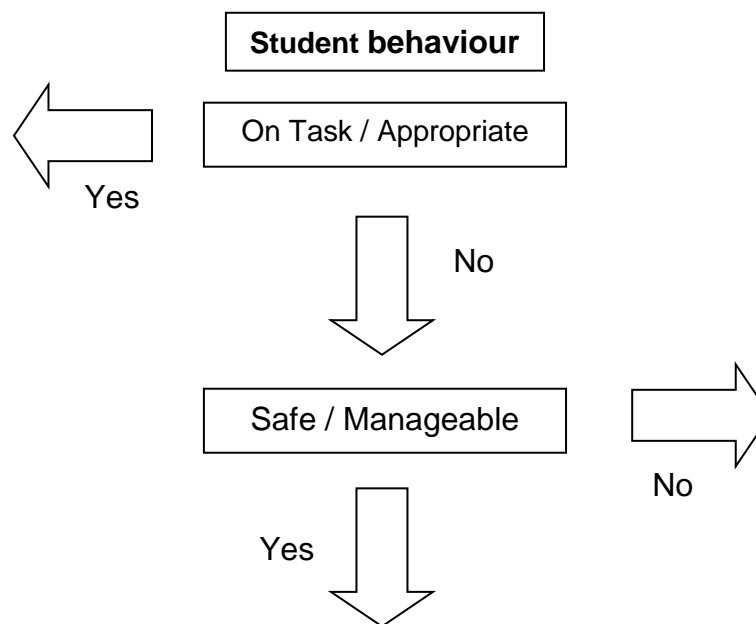 Student behaviour
On Task / Appropriate
Yes
No
Safe / Manageable
No
Yes